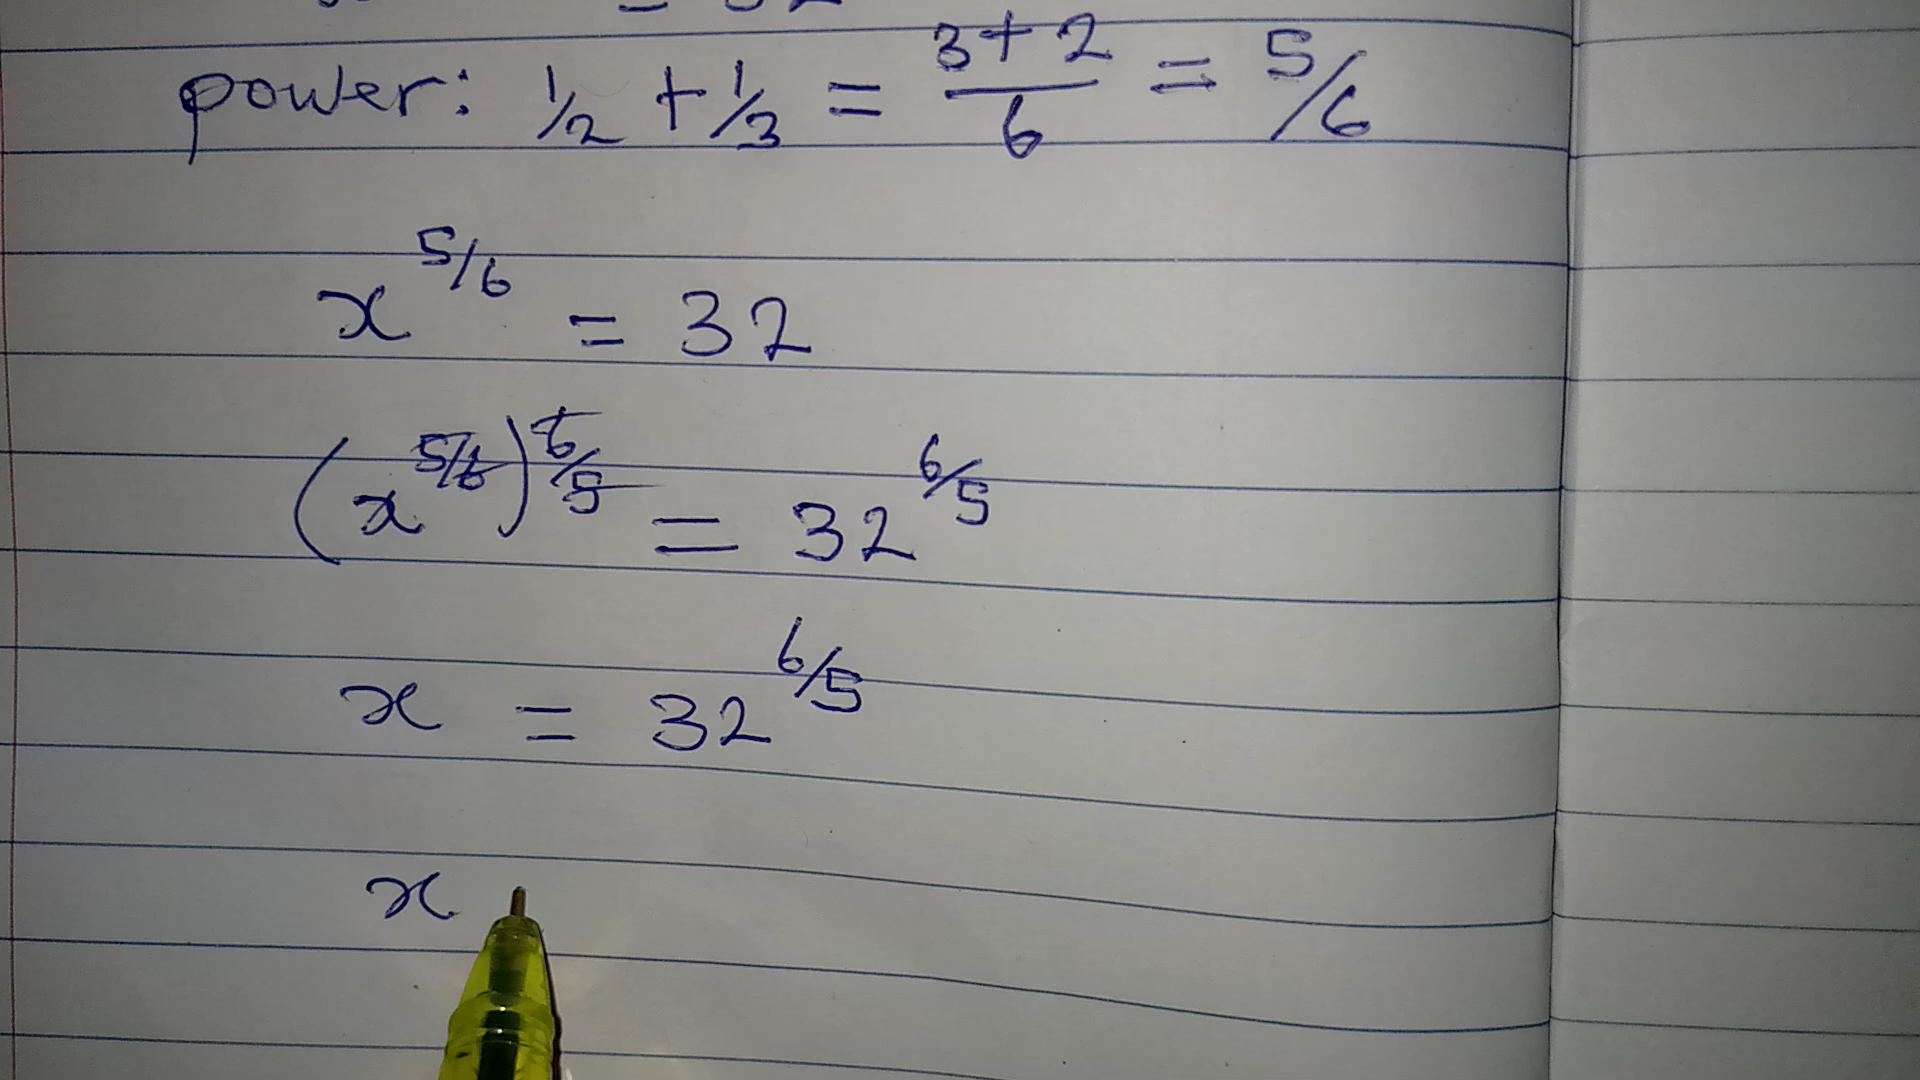 = 32
power: 1/2 + 1/3 = 3+2/6 = 5/6
x^5/6 = 32
(x^5/6)^6/5 = 32^6/5
x = 32^6/5
x